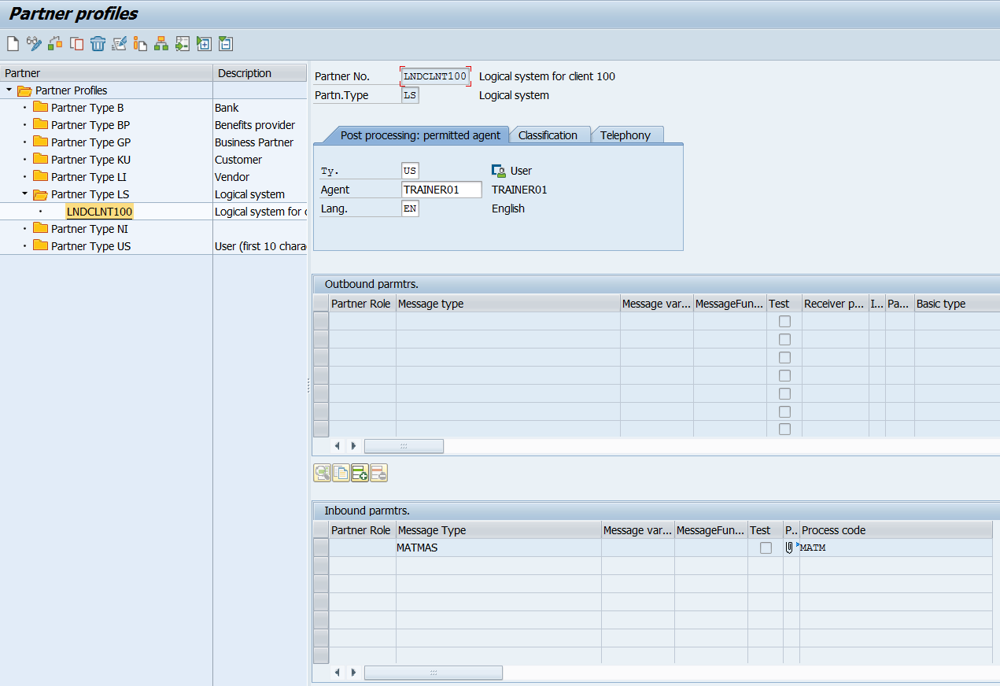 Partner profiles
Partner Description
Partner Profiles
Partner Type B Bank
Partner Type BP Benefits provider
Partner Type GP Business Partner
Partner Type KU Customer
Partner Type LI Vendor
Partner Type LS Logical system
LNDCLNT100 Logical system for c
Partner Type NI
Partner Type US User (first 10 chara
Partner No. LNDCLNT100 Logical system for client 100
Partn.Type LS Logical system
Post processing: permitted agent Classification Telephony
Ty. US User
Agent TRAINER01 TRAINER01
Lang. EN English
Outbound parmtrs.
Partner Role Message type Message var... MessageFun... Test Receiver p... I... Pa... Basic type
Inbound parmtrs.
Partner Role Message Type Message var... MessageFun... Test P.. Process code
MATMAS MATM